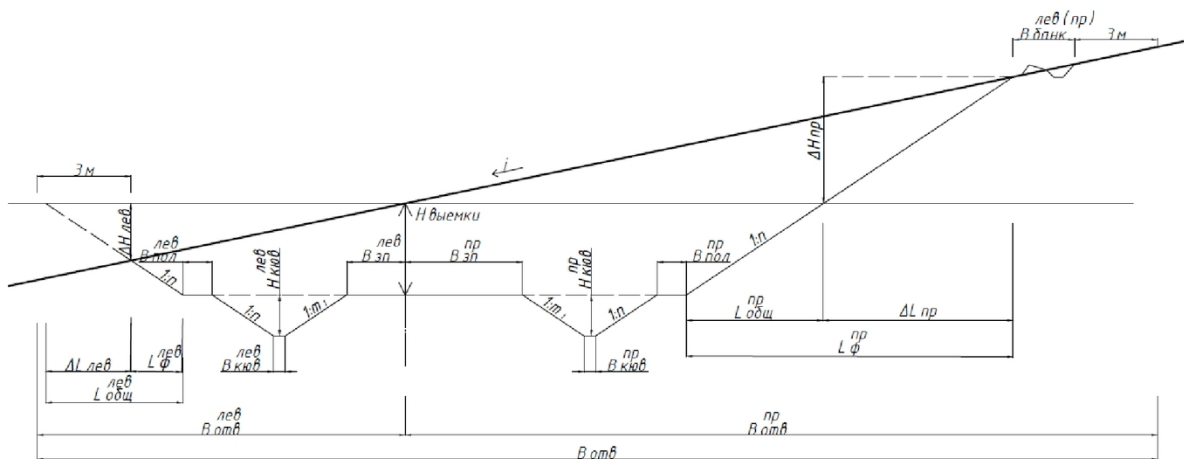 лев (пр)
В банк
3 м
3 м
ΔН пр
i
ΔН лев
Н выемки
лев
В пол
лев
Н кюв
лев
В зп
пр
В зп
пр
Н кюв
пр
В пол
1:n
1:n
1:n
1:m₁
1:m₁
1:n
пр
L общ
ΔL пр
пр
L ф
ΔL лев
лев
L ф
лев
L общ
лев
В кюв
пр
В кюв
лев
В отв
пр
В отв
В отв